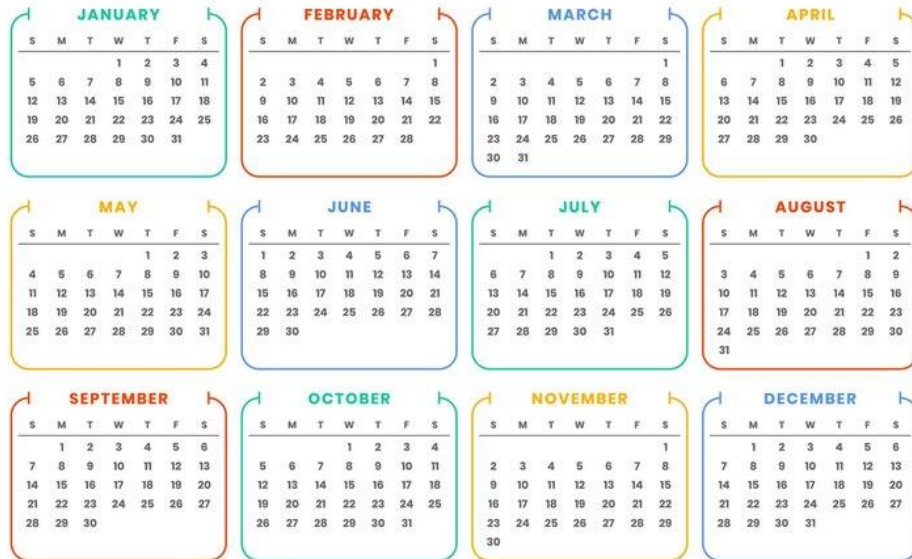 JANUARY
S M T W T F S
1 2 3 4
5 6 7 8 9 10 11
12 13 14 15 16 17 18
19 20 21 22 23 24 25
26 27 28 29 30 31
FEBRUARY
S M T W T F S
1
2 3 4 5 6 7 8
9 10 11 12 13 14 15
16 17 18 19 20 21 22
23 24 25 26 27 28
MARCH
S M T W T F S
1
2 3 4 5 6 7 8
9 10 11 12 13 14 15
16 17 18 19 20 21 22
23 24 25 26 27 28 29
30 31
APRIL
S M T W T F S
1 2 3 4 5
6 7 8 9 10 11 12
13 14 15 16 17 18 19
20 21 22 23 24 25 26
27 28 29 30
MAY
S M T W T F S
1 2 3
4 5 6 7 8 9 10
11 12 13 14 15 16 17
18 19 20 21 22 23 24
25 26 27 28 29 30 31
JUNE
S M T W T F S
1 2 3 4 5 6 7
8 9 10 11 12 13 14
15 16 17 18 19 20 21
22 23 24 25 26 27 28
29 30
JULY
S M T W T F S
1 2 3 4 5
6 7 8 9 10 11 12
13 14 15 16 17 18 19
20 21 22 23 24 25 26
27 28 29 30 31
AUGUST
S M T W T F S
1 2
3 4 5 6 7 8 9
10 11 12 13 14 15 16
17 18 19 20 21 22 23
24 25 26 27 28 29 30
31
SEPTEMBER
S M T W T F S
1 2 3 4 5 6
7 8 9 10 11 12 13
14 15 16 17 18 19 20
21 22 23 24 25 26 27
28 29 30
OCTOBER
S M T W T F S
1 2 3 4
5 6 7 8 9 10 11
12 13 14 15 16 17 18
19 20 21 22 23 24 25
26 27 28 29 30 31
NOVEMBER
S M T W T F S
1
2 3 4 5 6 7 8
9 10 11 12 13 14 15
16 17 18 19 20 21 22
23 24 25 26 27 28 29
30
DECEMBER
S M T W T F S
1 2 3 4 5 6
7 8 9 10 11 12 13
14 15 16 17 18 19 20
21 22 23 24 25 26 27
28 29 30 31